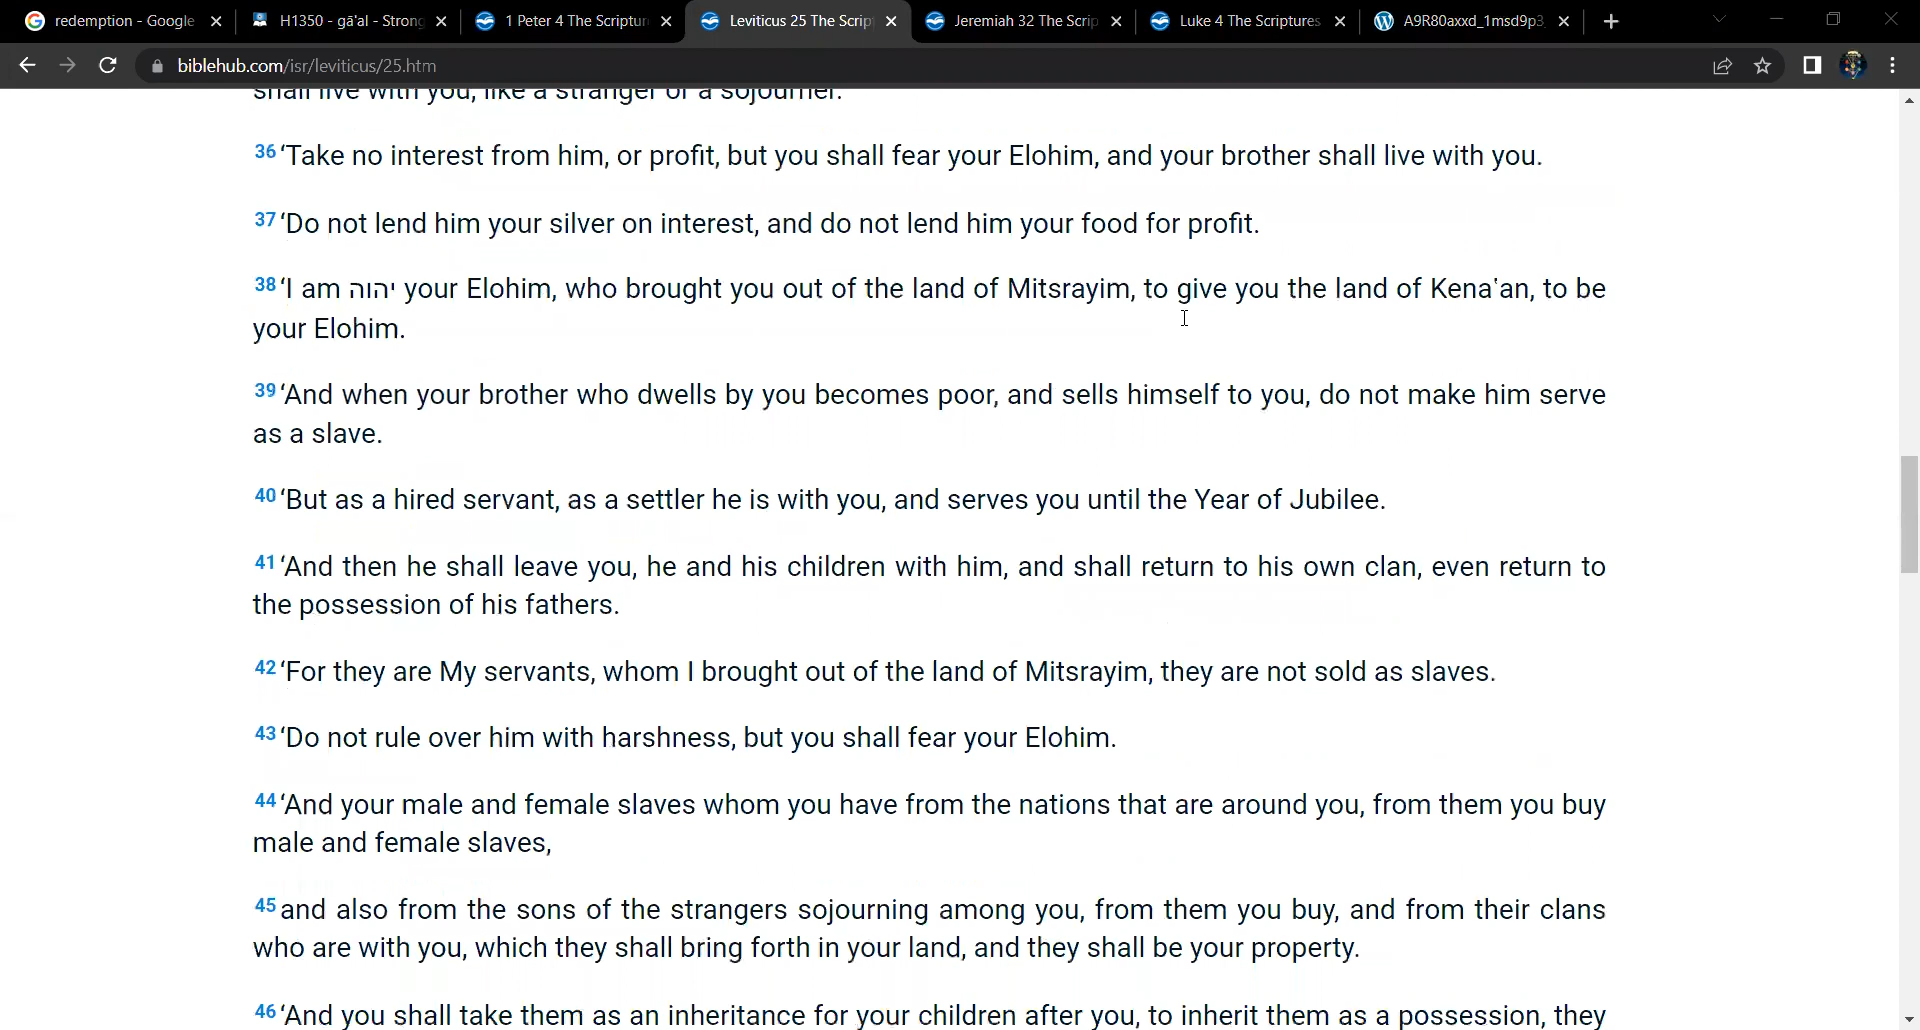 redemption - Google
H1350 - gā'al - Strong
1 Peter 4 The Scriptur
Leviticus 25 The Scrip
Jeremiah 32 The Scrip
Luke 4 The Scriptures
A9R80axxd_1msd9p3
biblehub.com/isr/leviticus/25.htm
shall live with you, like a stranger or a sojourner.
36 ‘Take no interest from him, or profit, but you shall fear your Elohim, and your brother shall live with you.
37 ‘Do not lend him your silver on interest, and do not lend him your food for profit.
38 ‘I am יהוה your Elohim, who brought you out of the land of Mitsrayim, to give you the land of Kena‛an, to be
your Elohim.
39 ‘And when your brother who dwells by you becomes poor, and sells himself to you, do not make him serve
as a slave.
40 ‘But as a hired servant, as a settler he is with you, and serves you until the Year of Jubilee.
41 ‘And then he shall leave you, he and his children with him, and shall return to his own clan, even return to
the possession of his fathers.
42 ‘For they are My servants, whom I brought out of the land of Mitsrayim, they are not sold as slaves.
43 ‘Do not rule over him with harshness, but you shall fear your Elohim.
44 ‘And your male and female slaves whom you have from the nations that are around you, from them you buy
male and female slaves,
45 and also from the sons of the strangers sojourning among you, from them you buy, and from their clans
who are with you, which they shall bring forth in your land, and they shall be your property.
46 ‘And you shall take them as an inheritance for your children after you, to inherit them as a possession, they